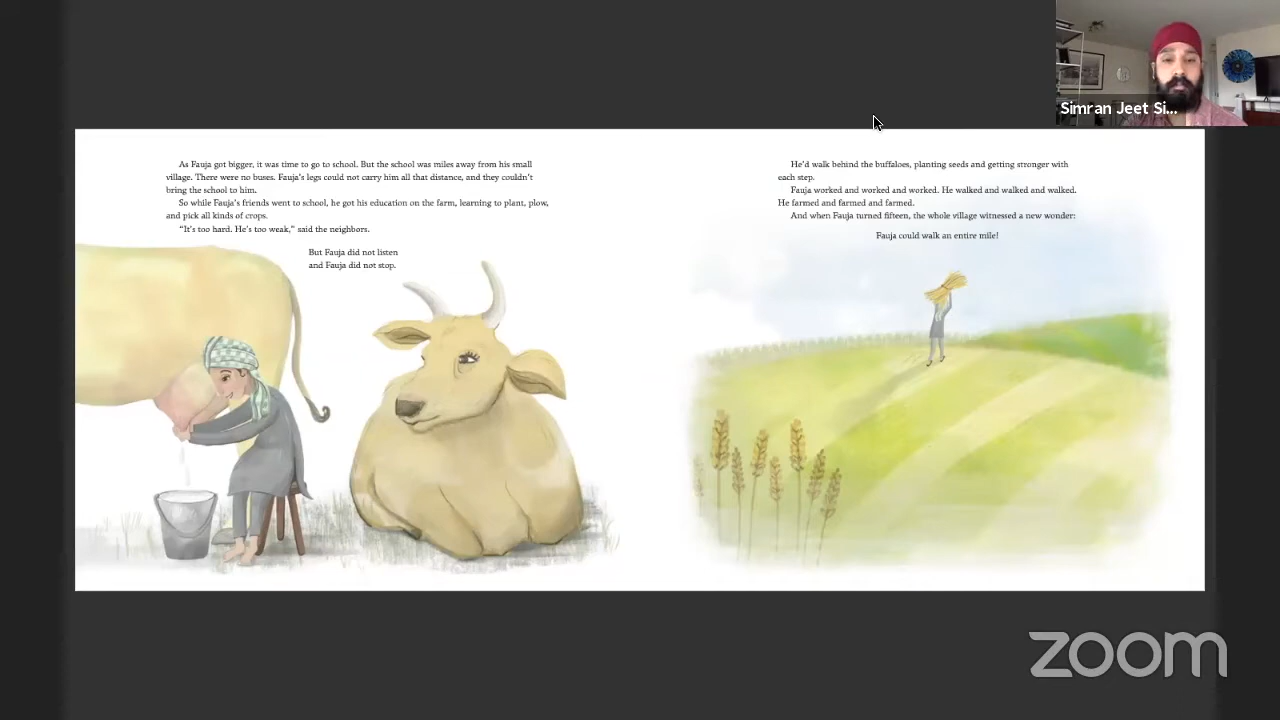 Simran Jeet Si...
As Fauja got bigger, it was time to go to school. But the school was miles away from his small
village. There were no buses. Fauja's legs could not carry him all that distance, and they couldn't
bring the school to him.
So while Fauja's friends went to school, he got his education on the farm, learning to plant, plow,
and pick all kinds of crops.
"It's too hard. He's too weak," said the neighbors.
But Fauja did not listen
and Fauja did not stop.
He'd walk behind the buffaloes, planting seeds and getting stronger with
each step.
Fauja worked and worked and worked. He walked and walked and walked.
He farmed and farmed and farmed.
And when Fauja turned fifteen, the whole village witnessed a new wonder:
Fauja could walk an entire mile!
zoom